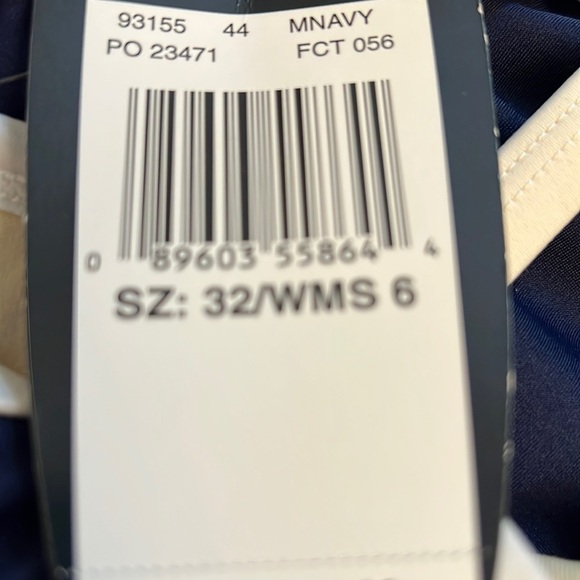 93155 44 MNAVY
PO 23471 FCT 056
0 89603 55864 4
SZ: 32/WMS 6